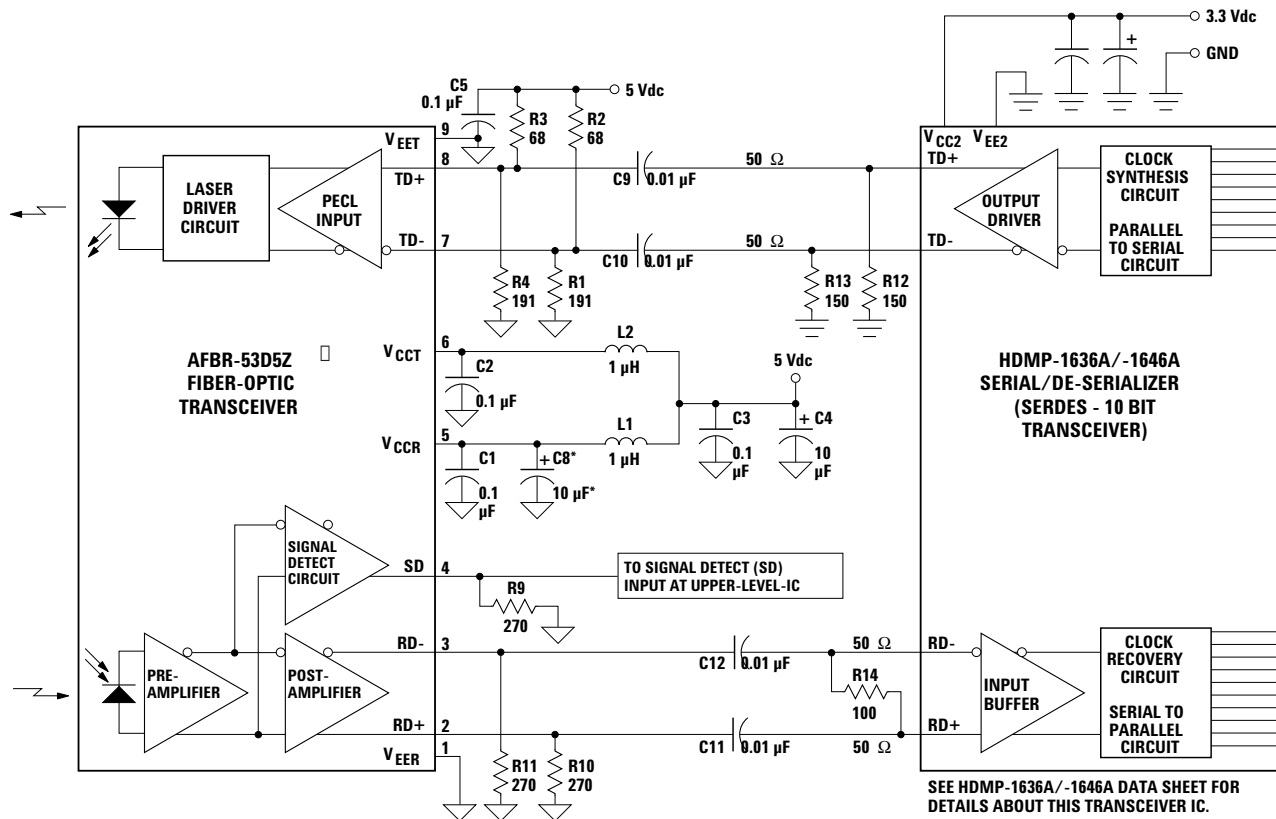 3.3 Vdc
GND
C5
0.1 µF
5 Vdc
R3
68
R2
68
9
VEET
VCC2
VEE2
8
TD+
C9
0.01 µF
50 Ω
TD+
LASER
DRIVER
CIRCUIT
PECL
INPUT
OUTPUT
DRIVER
CLOCK
SYNTHESIS
CIRCUIT
PARALLEL
TO SERIAL
CIRCUIT
TD-
7
C10
0.01 µF
50 Ω
TD-
R4
191
R1
191
R13
150
R12
150
AFBR-53D5Z
FIBER-OPTIC
TRANSCEIVER
VCCT
6
L2
1 µH
C2
0.1 µF
5 Vdc
HDMP-1636A/-1646A
SERIAL/DE-SERIALIZER
(SERDES - 10 BIT
TRANSCEIVER)
VCCR
5
L1
1 µH
C3
0.1
µF
+ C4
10
µF
C1
0.1
µF
+ C8*
10 µF*
SIGNAL
DETECT
CIRCUIT
SD
4
R9
270
TO SIGNAL DETECT (SD)
INPUT AT UPPER-LEVEL-IC
PRE-
AMPLIFIER
POST-
AMPLIFIER
RD-
3
C12
0.01 µF
50 Ω
RD-
R14
100
INPUT
BUFFER
CLOCK
RECOVERY
CIRCUIT
SERIAL TO
PARALLEL
CIRCUIT
RD+
2
C11
0.01 µF
50 Ω
RD+
VEER
1
R11
270
R10
270
SEE HDMP-1636A/-1646A DATA SHEET FOR
DETAILS ABOUT THIS TRANSCEIVER IC.